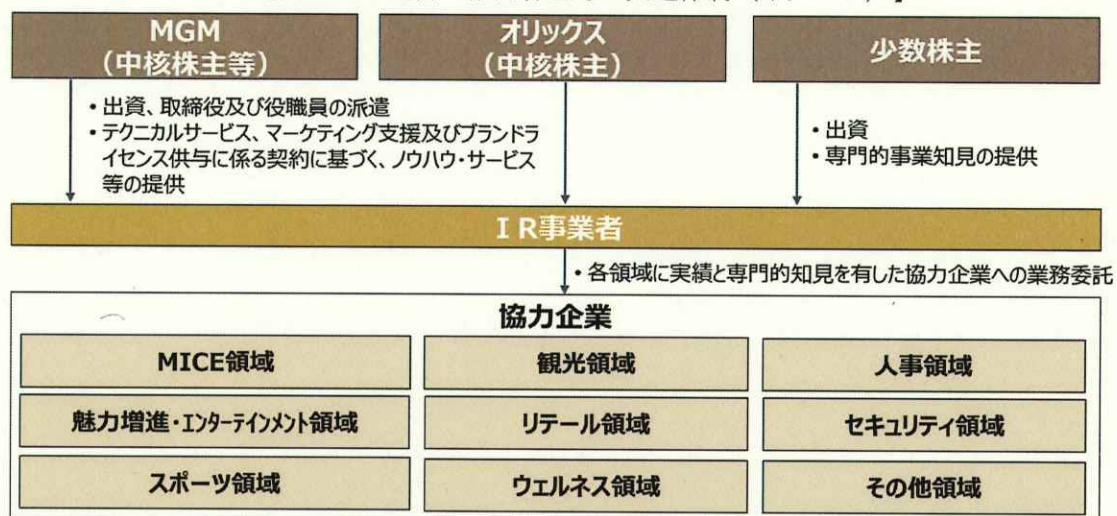 MGM
（中核株主等）
オリックス
（中核株主）
少数株主
・出資、取締役及び役職員の派遣
・テクニカルサービス、マーケティング支援及びブランドラ
イセンス供与に係る契約に基づく、ノウハウ・サービス
等の提供
・出資
・専門的事業知見の提供
ＩＲ事業者
・各領域に実績と専門的知見を有した協力企業への業務委託
協力企業
MICE領域
観光領域
人事領域
魅力増進・エンターテインメント領域
リテール領域
セキュリティ領域
スポーツ領域
ウェルネス領域
その他領域